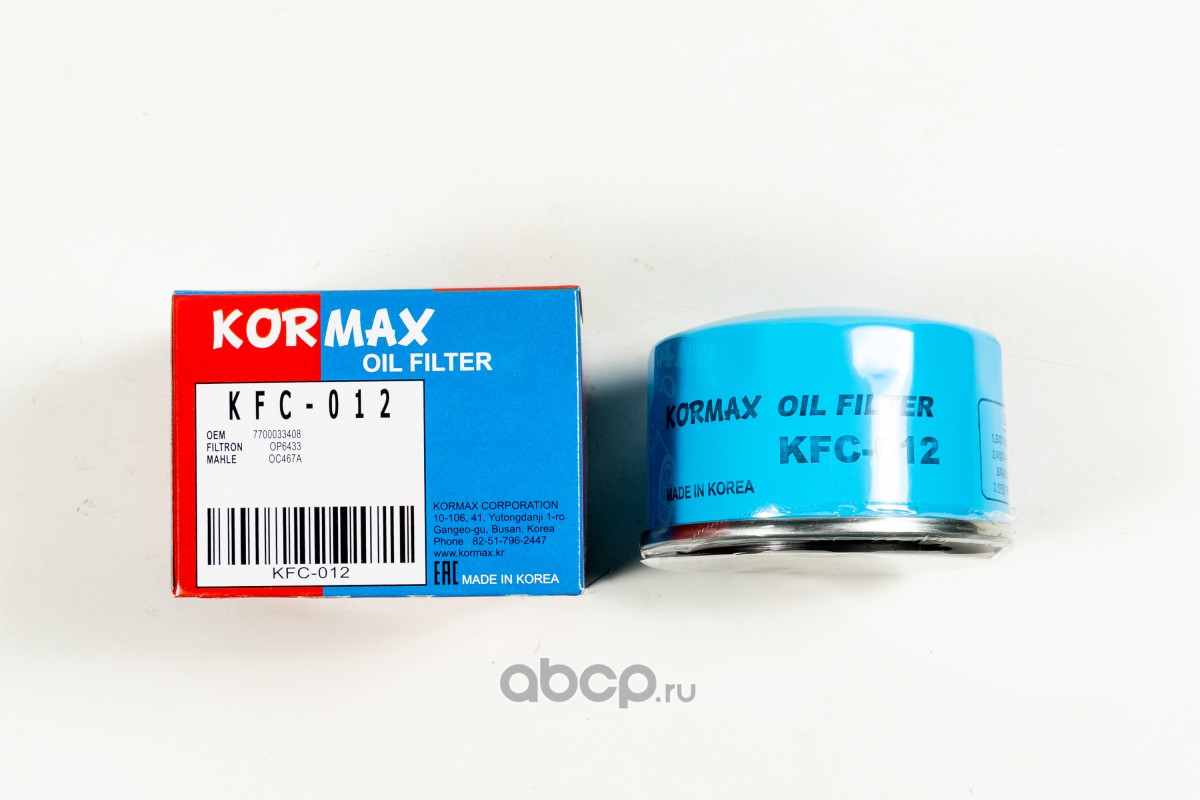 KORMAX
OIL FILTER
KFC-012
OEM 7700033408
FILTRON OP6433
MAHLE OC467A
KFC-012
KORMAX CORPORATION
10-106, 41, Yutongdanji 1-ro
Gangeo-gu, Busan, Korea
Phone 82-51-796-2447
www.kormax.kr
EAC MADE IN KOREA
KORMAX OIL FILTER
KFC-012
MADE IN KOREA
abcp.ru